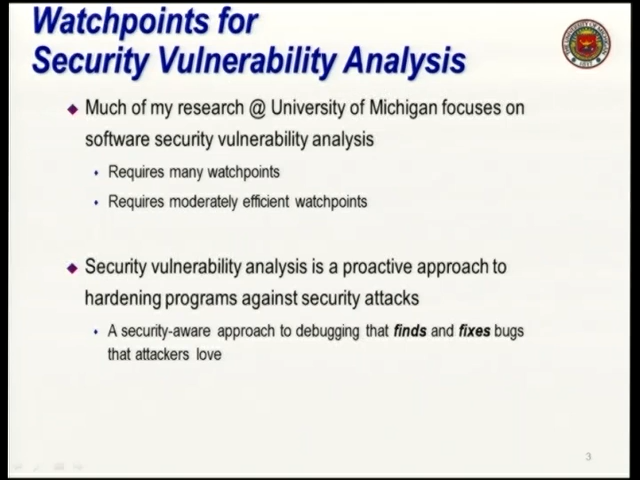 Watchpoints for
Security Vulnerability Analysis
Much of my research @ University of Michigan focuses on
software security vulnerability analysis
Requires many watchpoints
Requires moderately efficient watchpoints
Security vulnerability analysis is a proactive approach to
hardening programs against security attacks
A security-aware approach to debugging that finds and fixes bugs
that attackers love
3